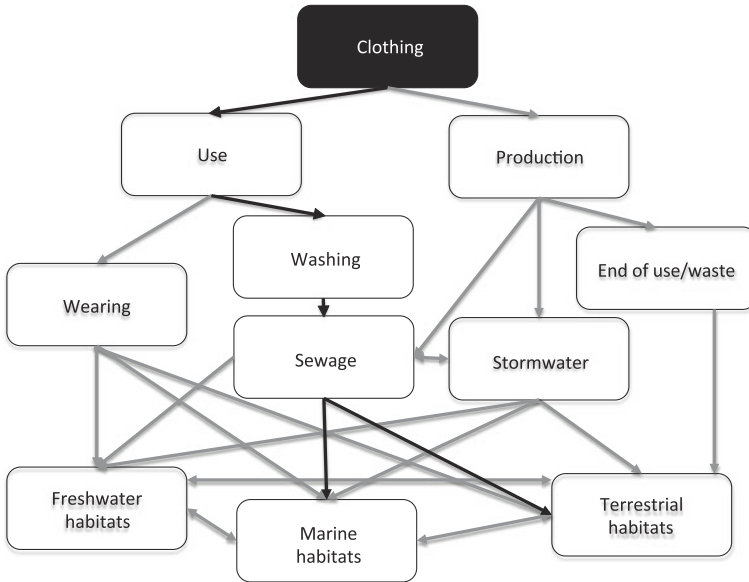 Clothing
Use
Production
Washing
End of use/waste
Wearing
Sewage
Stormwater
Freshwater
habitats
Marine
habitats
Terrestrial
habitats